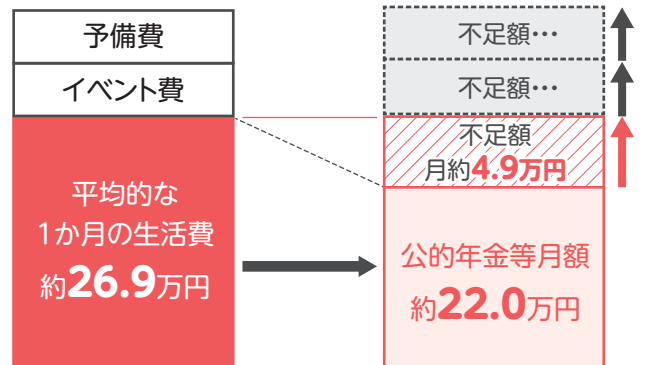 予備費
イベント費
平均的な
1か月の生活費
約26.9万円
不足額…
不足額…
不足額
月約4.9万円
公的年金等月額
約22.0万円